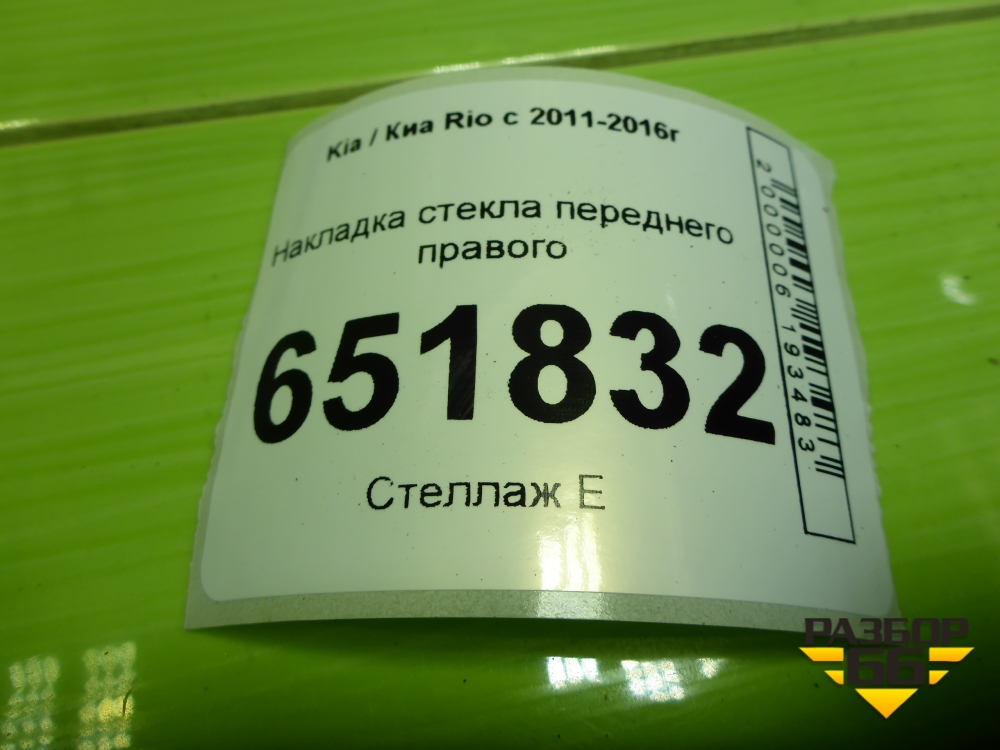 Kia / Киа Rio с 2011-2016г
Накладка стекла переднего
правого
651832
Стеллаж Е
2000006193483
РАЗБОР
66